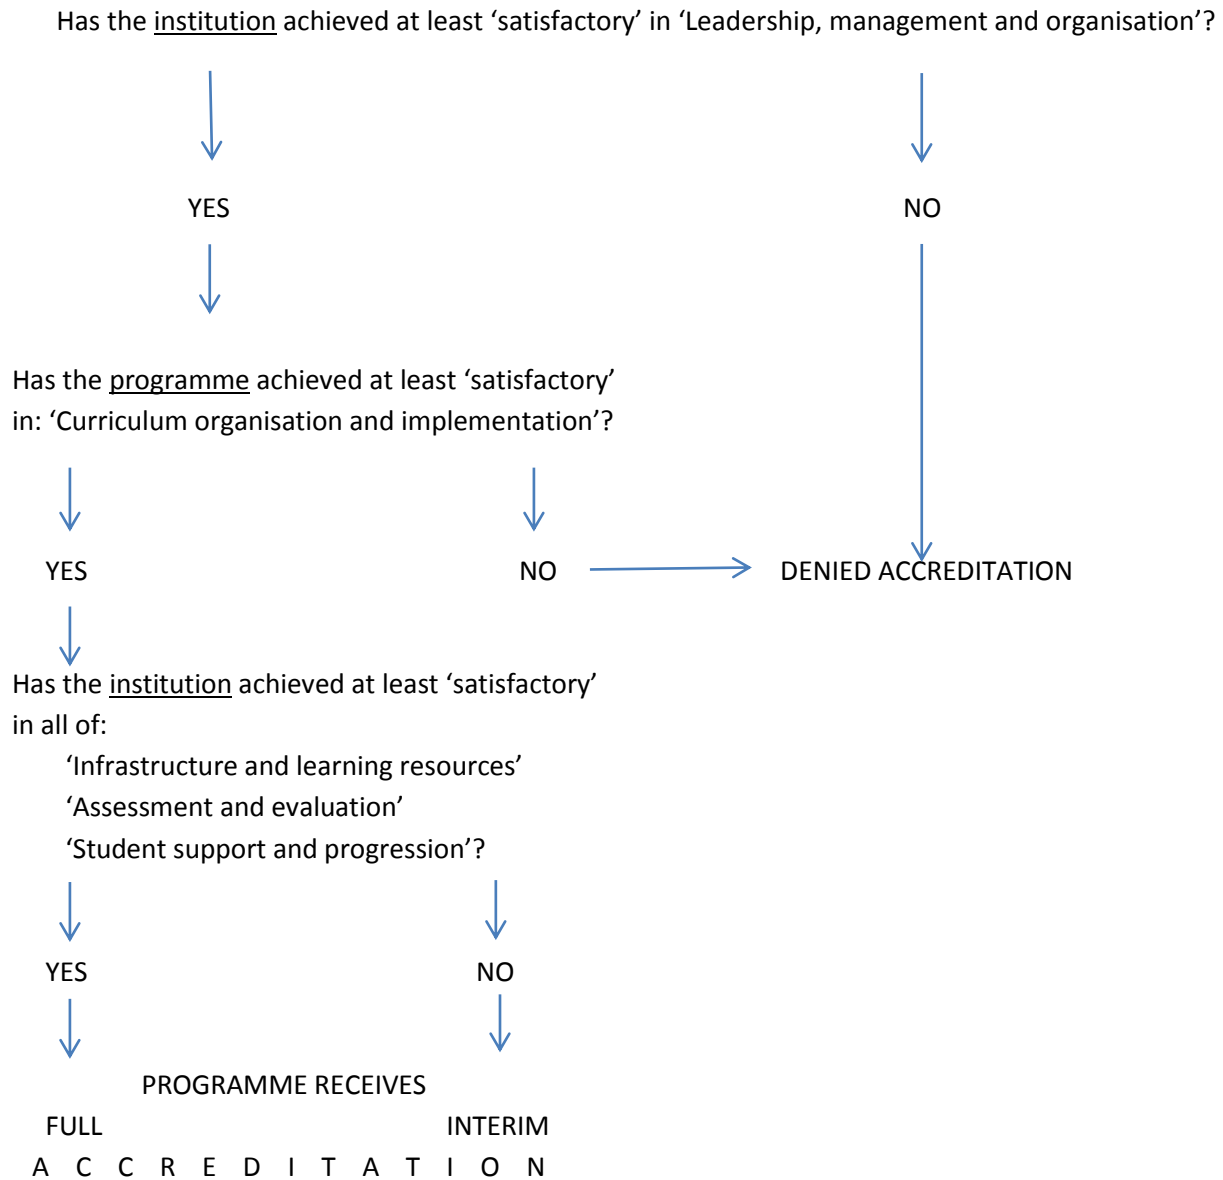 Has the institution achieved at least ‘satisfactory’ in ‘Leadership, management and organisation’?
YES
NO
Has the programme achieved at least ‘satisfactory’
in: ‘Curriculum organisation and implementation’?
YES
NO
DENIED ACCREDITATION
Has the institution achieved at least ‘satisfactory’
in all of:
‘Infrastructure and learning resources’
‘Assessment and evaluation’
‘Student support and progression’?
YES
NO
PROGRAMME RECEIVES
FULL
INTERIM
A C C R E D I T A T I O N